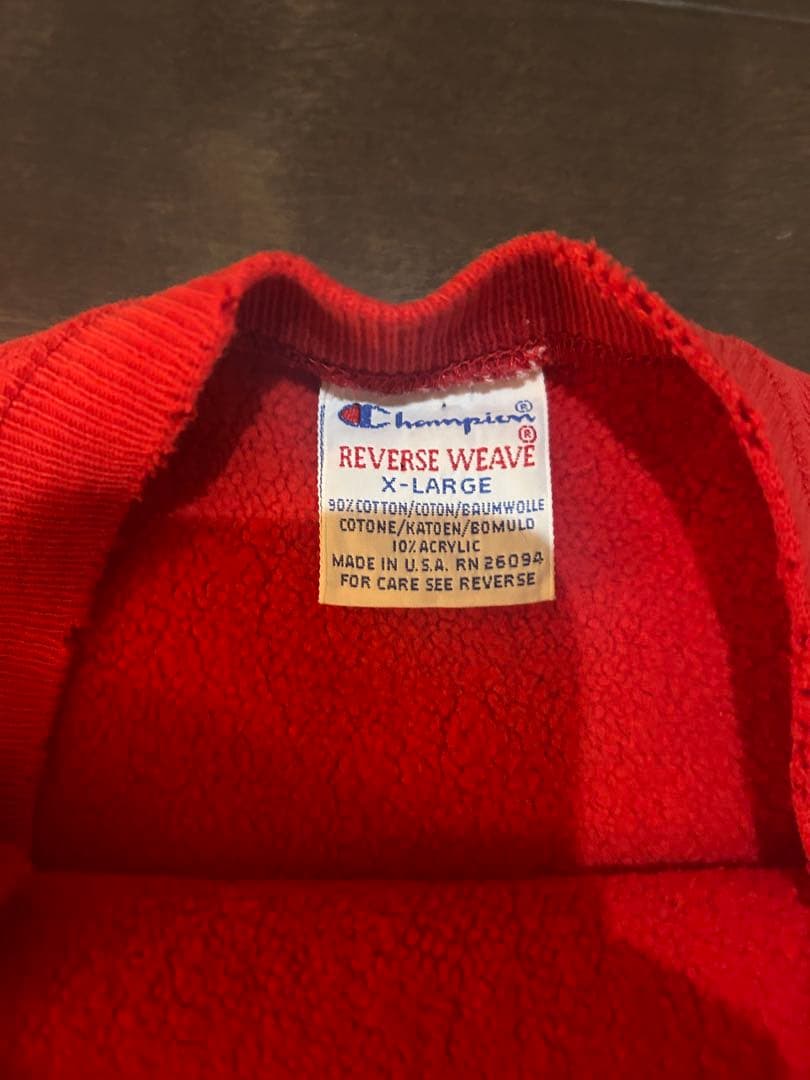 Champion®
®
REVERSE WEAVE
X-LARGE
90% COTTON/COTON/BAUMWOLLE
COTONE/KATOEN/BOMULD
10% ACRYLIC
MADE IN U.S.A. RN 26094
FOR CARE SEE REVERSE